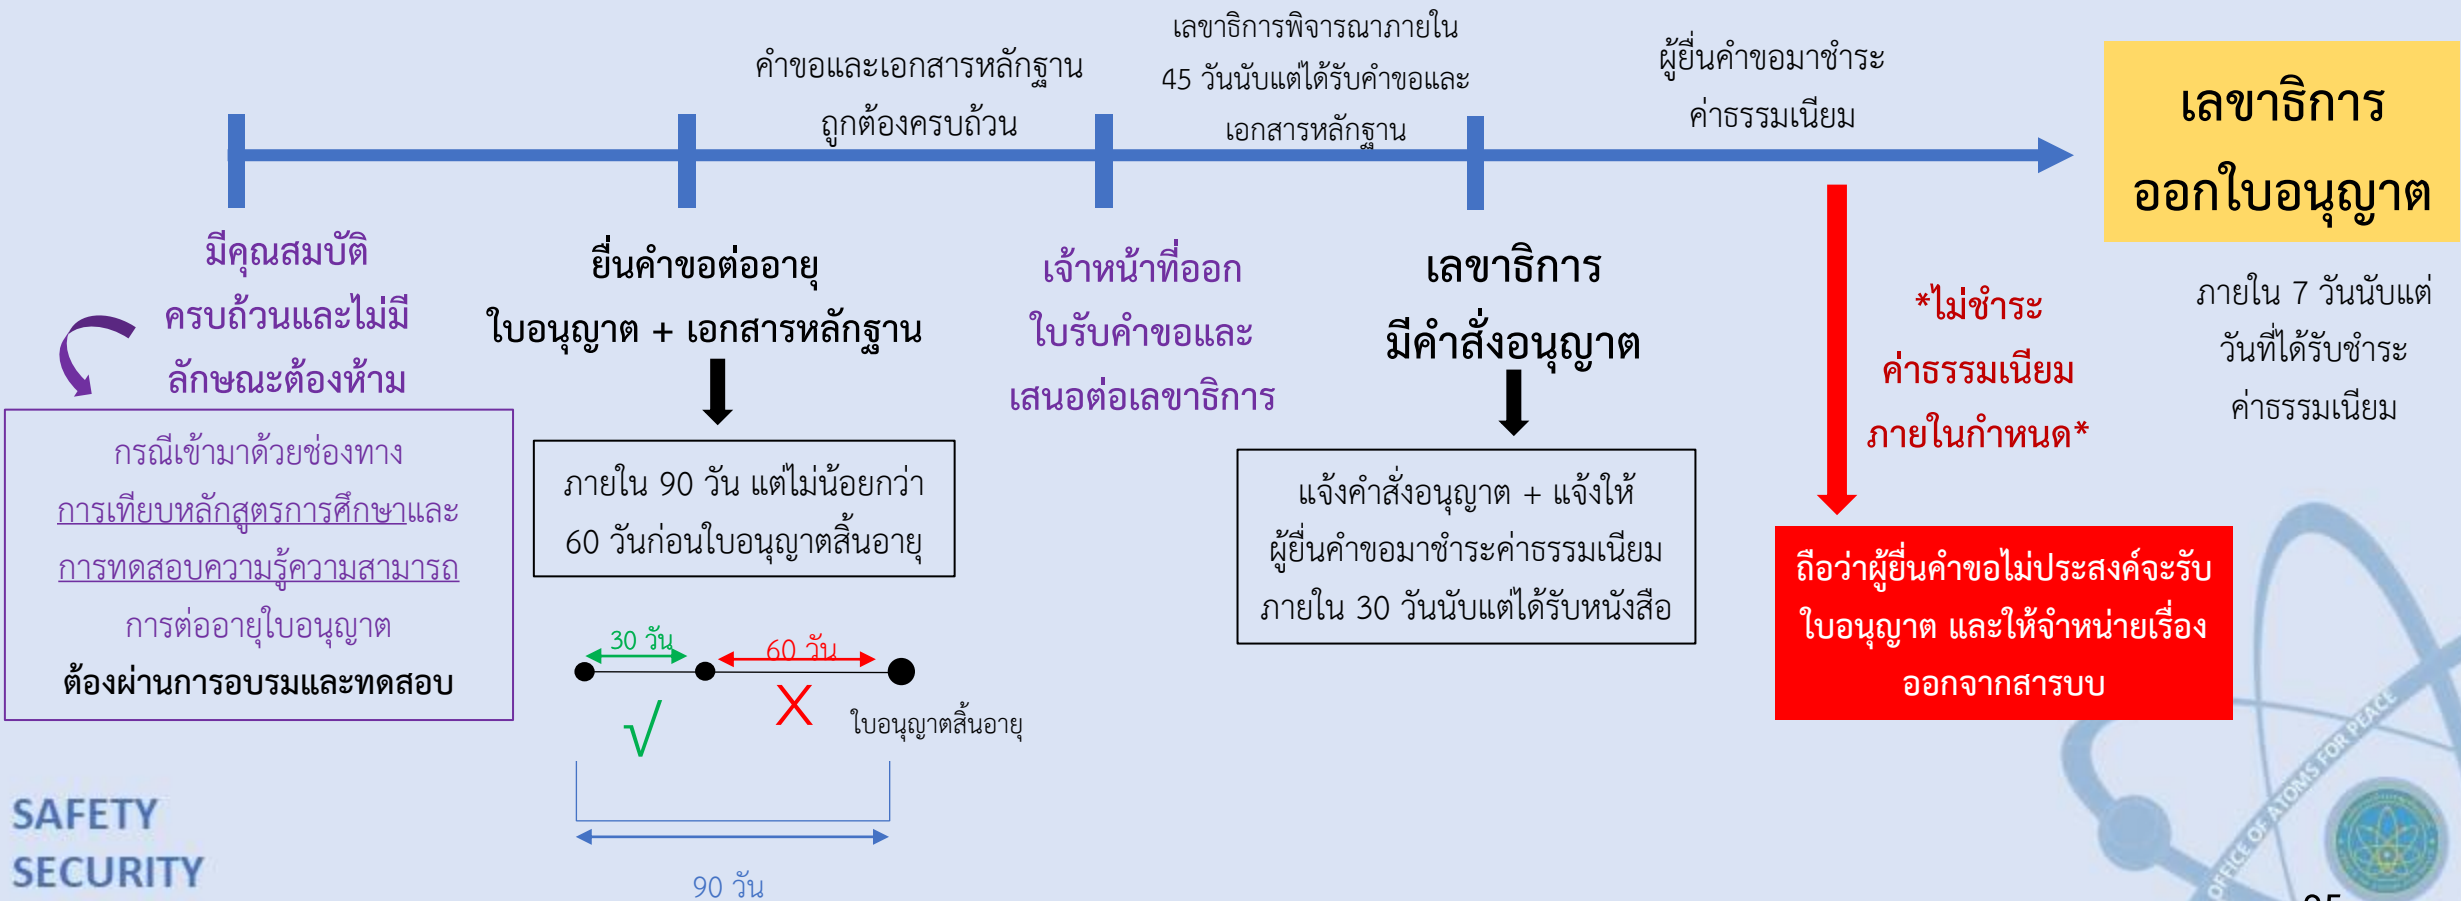 คำขอและเอกสารหลักฐาน
ถูกต้องครบถ้วน
เลขาธิการพิจารณาภายใน
45 วันนับแต่ได้รับคำขอและ
เอกสารหลักฐาน
ผู้ยื่นคำขอมาชำระ
ค่าธรรมเนียม
เลขาธิการ
ออกใบอนุญาต
ภายใน 7 วันนับแต่
วันที่ได้รับชำระ
ค่าธรรมเนียม
มีคุณสมบัติ
ครบถ้วนและไม่มี
ลักษณะต้องห้าม
กรณีเข้ามาด้วยช่องทาง
การเทียบหลักสูตรการศึกษาและ
การทดสอบความรู้ความสามารถ
การต่ออายุใบอนุญาต
ต้องผ่านการอบรมและทดสอบ
ยื่นคำขอต่ออายุ
ใบอนุญาต + เอกสารหลักฐาน
ภายใน 90 วัน แต่ไม่น้อยกว่า
60 วันก่อนใบอนุญาตสิ้นอายุ
30 วัน
60 วัน
√
X
ใบอนุญาตสิ้นอายุ
90 วัน
เจ้าหน้าที่ออก
ใบรับคำขอและ
เสนอต่อเลขาธิการ
เลขาธิการ
มีคำสั่งอนุญาต
แจ้งคำสั่งอนุญาต + แจ้งให้
ผู้ยื่นคำขอมาชำระค่าธรรมเนียม
ภายใน 30 วันนับแต่ได้รับหนังสือ
*ไม่ชำระ
ค่าธรรมเนียม
ภายในกำหนด*
ถือว่าผู้ยื่นคำขอไม่ประสงค์จะรับ
ใบอนุญาต และให้จำหน่ายเรื่อง
ออกจากสารบบ
SAFETY
SECURITY
OFFICE OF ATOMS FOR PEACE